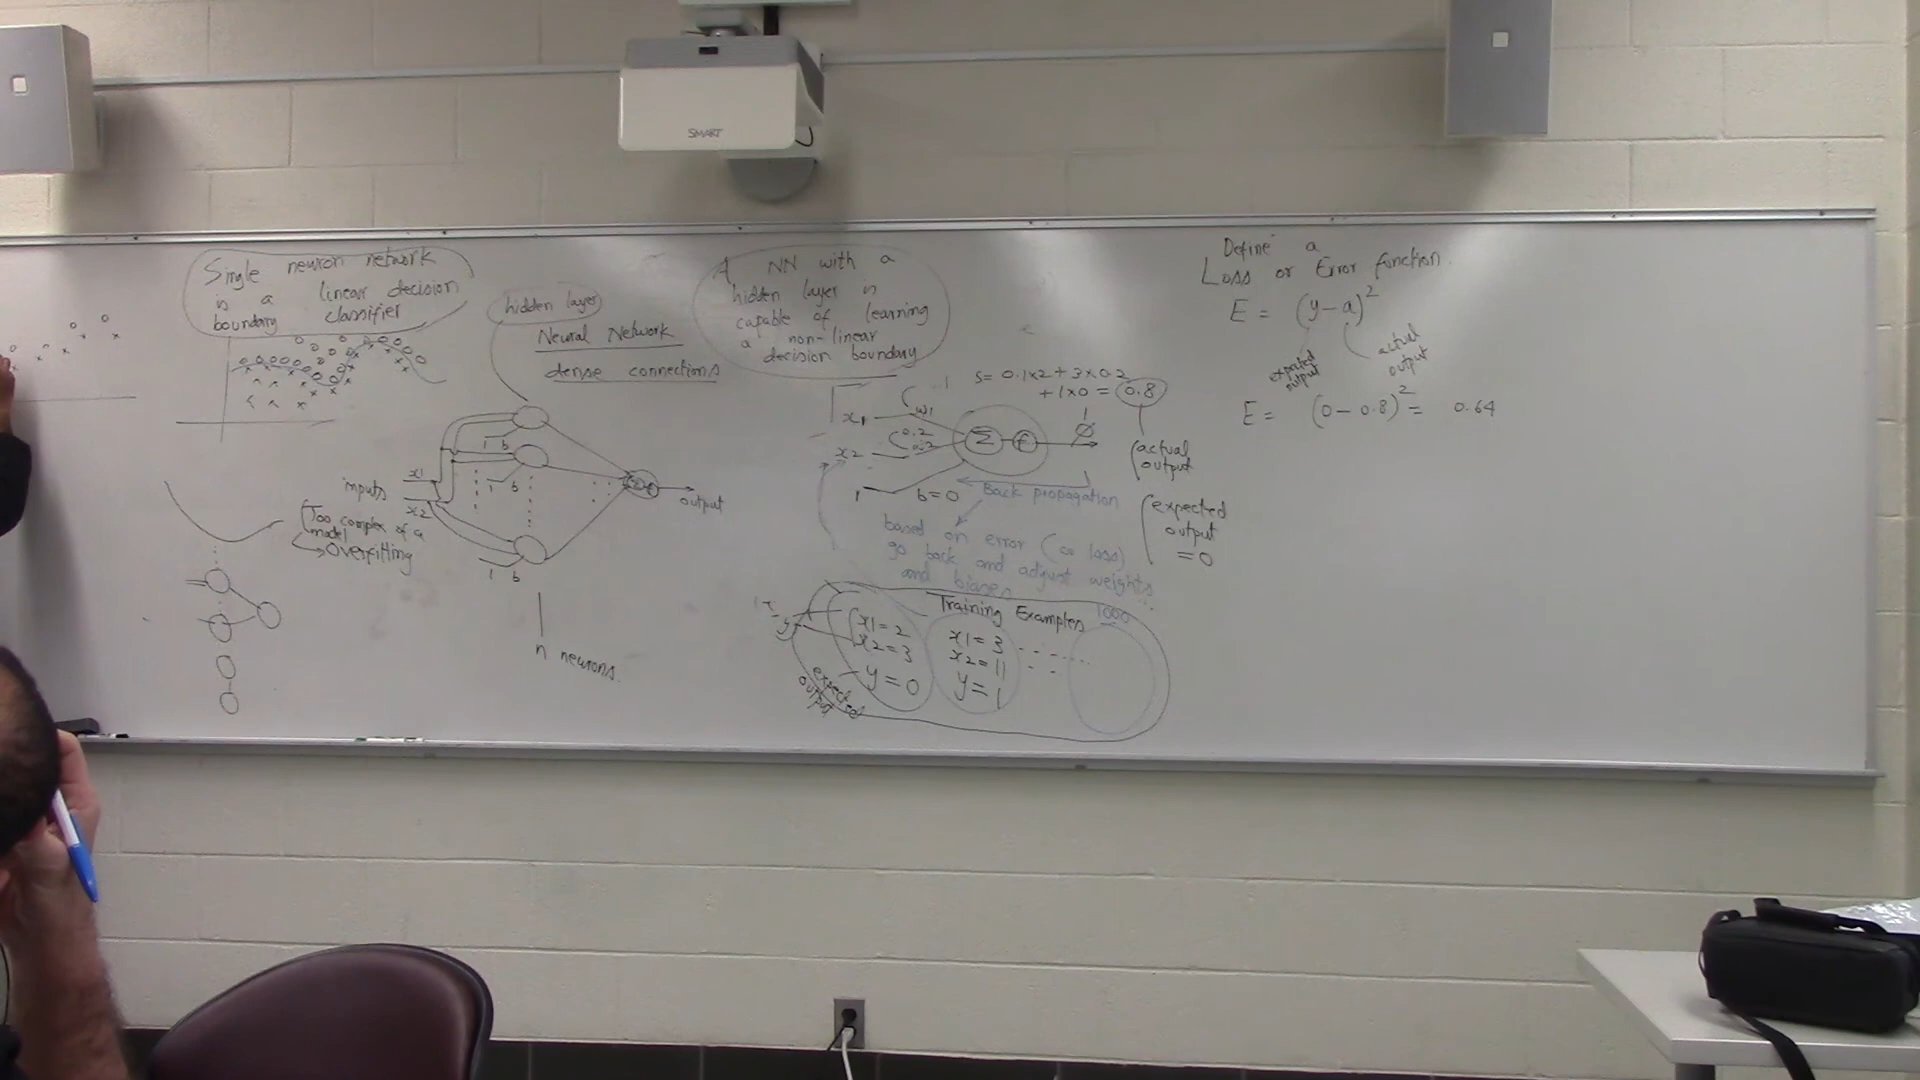 SMART
Single neuron network
is a linear decision
boundary classifier
hidden layer
Neural Network
dense connections
A NN with a
hidden layer is
capable of learning
a non-linear
decision boundary
inputs
x1
x2
1 b
1 b
1 b
output
n neurons.
Too complex of a
model
→ Overfitting
S = 0.1x2 + 3x0.2
+ 1x0 = 0.8
x1
w1
x2
0.2
Σ
f
1
b=0
actual
output
Back propagation
based on error (or loss)
go back and adjust weights
and biases
expected
output
=0
Training Examples
1000
x1=2
x2=3
y=0
expected
output
x1=3
x2=11
y=1
Define a
Loss or Error function
E = (y-a)²
expected
output
actual
output
E = (0-0.8)² = 0.64